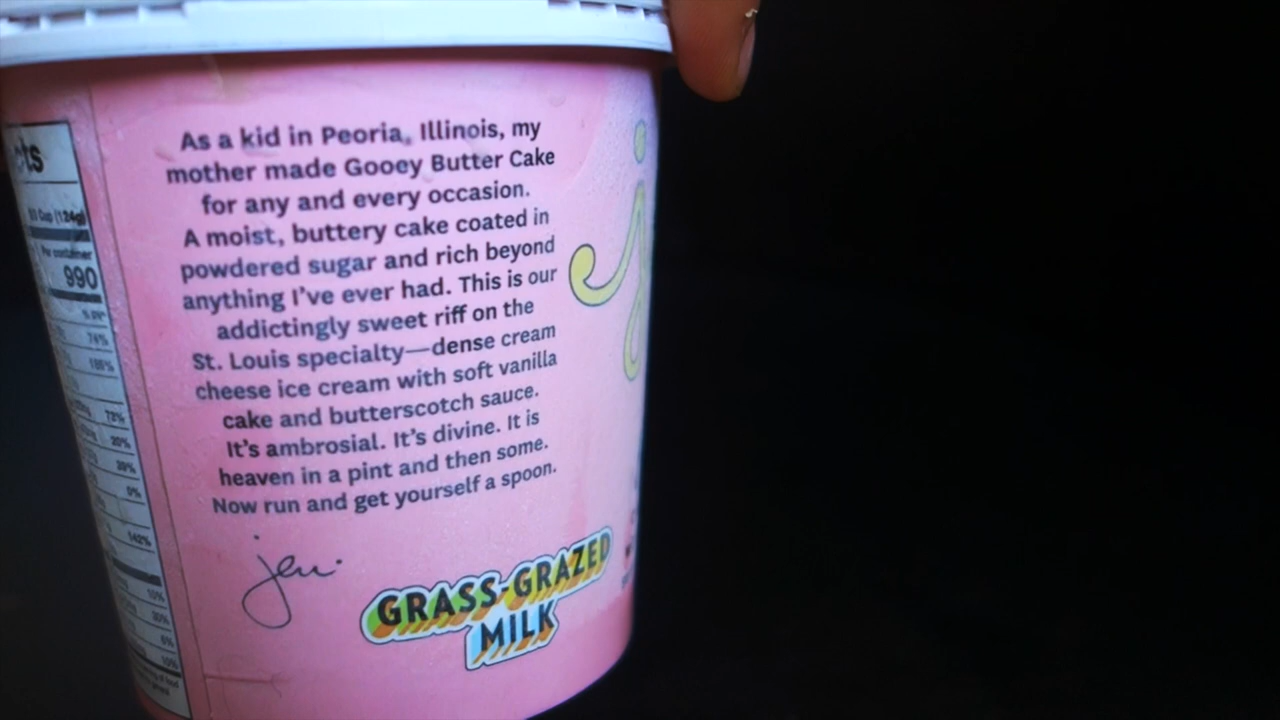 As a kid in Peoria, Illinois, my
mother made Gooey Butter Cake
for any and every occasion.
A moist, buttery cake coated in
powdered sugar and rich beyond
anything I've ever had. This is our
addictingly sweet riff on the
St. Louis specialty—dense cream
cheese ice cream with soft vanilla
cake and butterscotch sauce.
It's ambrosial. It's divine. It is
heaven in a pint and then some.
Now run and get yourself a spoon.
jeni
GRASS-GRAZED
MILK
Per container
990
72%
20%